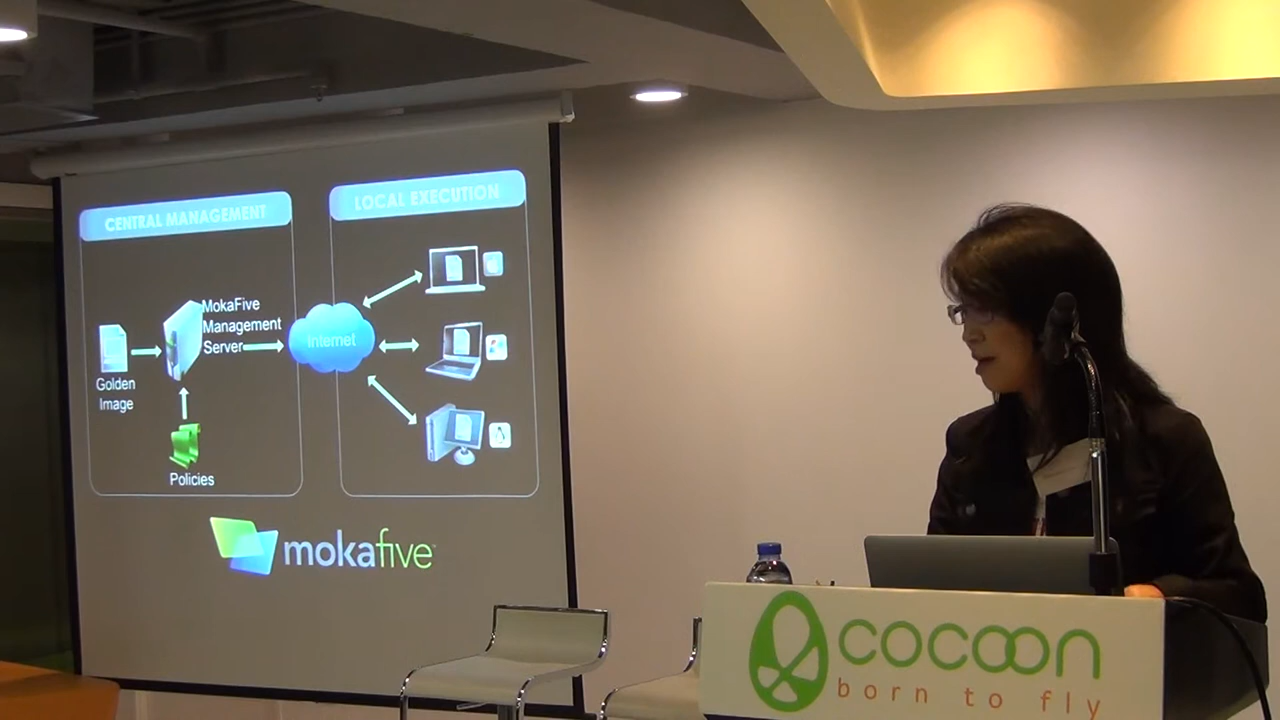 CENTRAL MANAGEMENT
LOCAL EXECUTION
MokaFive
Management
Server
Internet
Golden
Image
Policies
mokafive
cocoon
born to fly